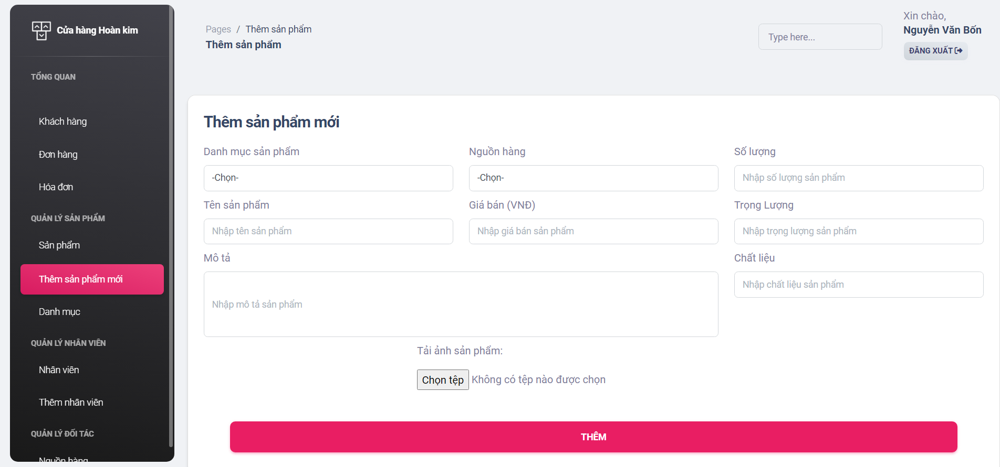 Cửa hàng Hoàn kim
TỔNG QUAN
Khách hàng
Đơn hàng
Hóa đơn
QUẢN LÝ SẢN PHẨM
Sản phẩm
Thêm sản phẩm mới
Danh mục
QUẢN LÝ NHÂN VIÊN
Nhân viên
Thêm nhân viên
QUẢN LÝ ĐỐI TÁC
Nguồn hàng
Pages / Thêm sản phẩm
Thêm sản phẩm
Type here...
Xin chào,
Nguyễn Văn Bốn
ĐĂNG XUẤT
Thêm sản phẩm mới
Danh mục sản phẩm
Nguồn hàng
Số lượng
-Chọn-
-Chọn-
Nhập số lượng sản phẩm
Tên sản phẩm
Giá bán (VNĐ)
Trọng Lượng
Nhập tên sản phẩm
Nhập giá bán sản phẩm
Nhập trọng lượng sản phẩm
Mô tả
Chất liệu
Nhập mô tả sản phẩm
Nhập chất liệu sản phẩm
Tải ảnh sản phẩm:
Chọn tệp Không có tệp nào được chọn
THÊM